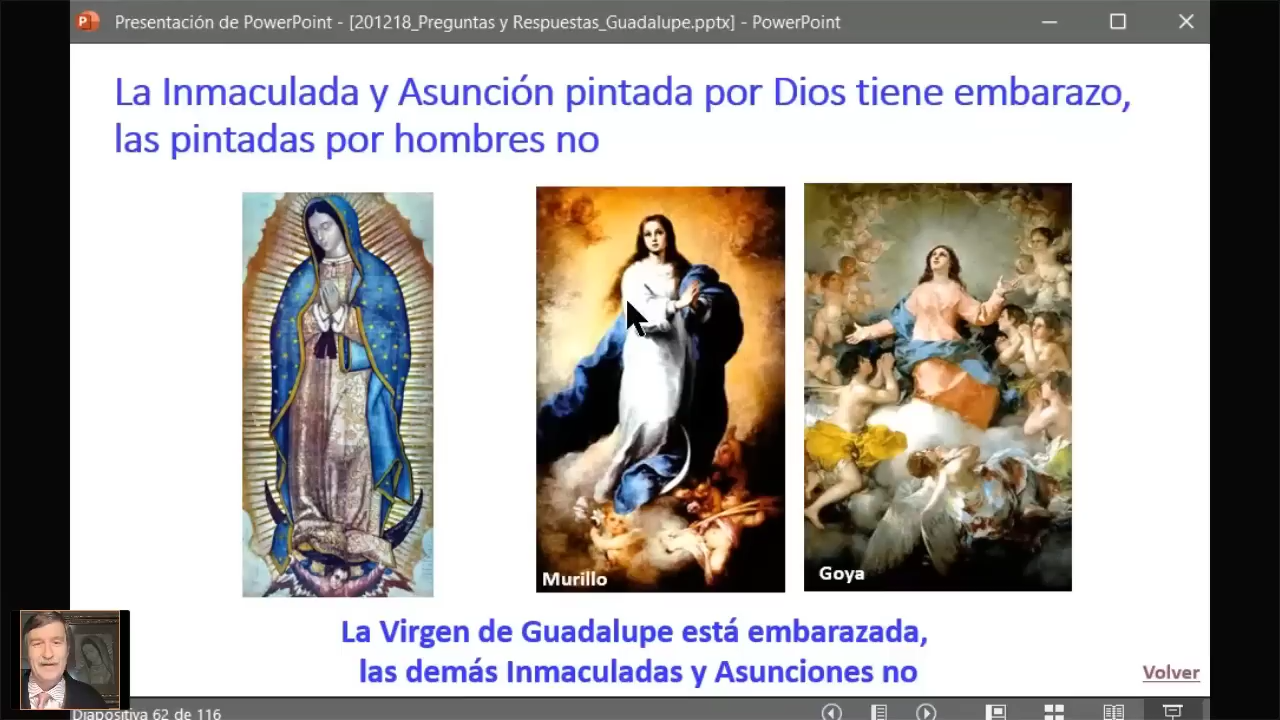 Presentación de PowerPoint - [201218_Preguntas y Respuestas_Guadalupe.pptx] - PowerPoint
La Inmaculada y Asunción pintada por Dios tiene embarazo,
las pintadas por hombres no
Murillo
Goya
La Virgen de Guadalupe está embarazada,
las demás Inmaculadas y Asunciones no
Volver
Diapositiva 62 de 116